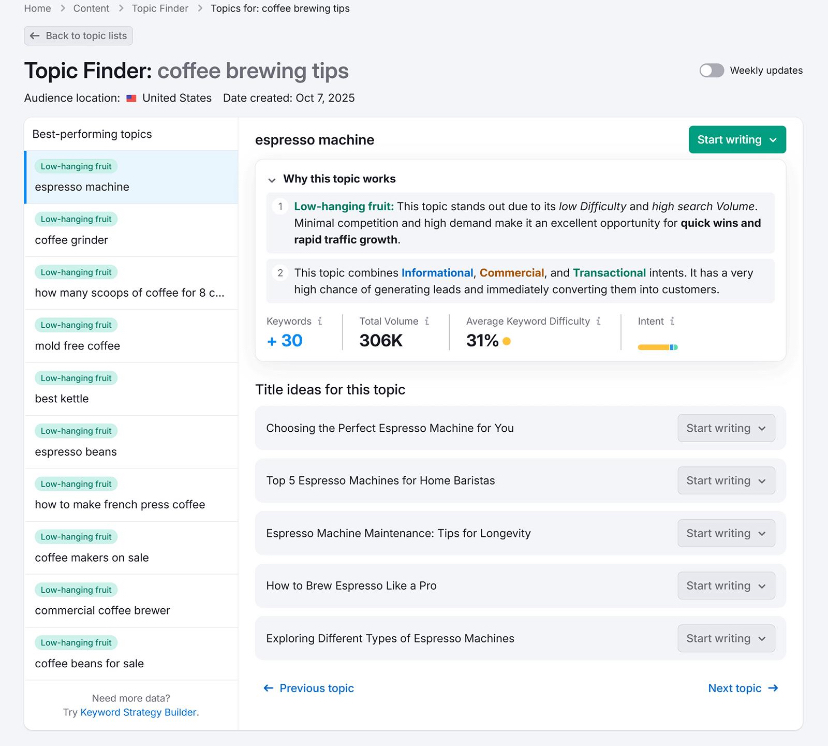 Home > Content > Topic Finder > Topics for: coffee brewing tips
← Back to topic lists
Topic Finder: coffee brewing tips
Weekly updates
Audience location: United States Date created: Oct 7, 2025
Best-performing topics
Low-hanging fruit
espresso machine
Low-hanging fruit
coffee grinder
Low-hanging fruit
how many scoops of coffee for 8 c...
Low-hanging fruit
mold free coffee
Low-hanging fruit
best kettle
Low-hanging fruit
espresso beans
Low-hanging fruit
how to make french press coffee
Low-hanging fruit
coffee makers on sale
Low-hanging fruit
commercial coffee brewer
Low-hanging fruit
coffee beans for sale
Need more data?
Try Keyword Strategy Builder.
espresso machine
Start writing
Why this topic works
1 Low-hanging fruit: This topic stands out due to its low Difficulty and high search Volume.
Minimal competition and high demand make it an excellent opportunity for quick wins and
rapid traffic growth.
2 This topic combines Informational, Commercial, and Transactional intents. It has a very
high chance of generating leads and immediately converting them into customers.
Keywords i Total Volume i Average Keyword Difficulty i Intent i
+ 30 306K 31%
Title ideas for this topic
Choosing the Perfect Espresso Machine for You Start writing
Top 5 Espresso Machines for Home Baristas Start writing
Espresso Machine Maintenance: Tips for Longevity Start writing
How to Brew Espresso Like a Pro Start writing
Exploring Different Types of Espresso Machines Start writing
← Previous topic Next topic →